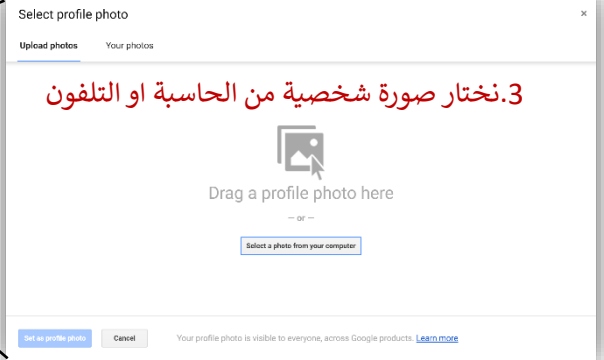 Select profile photo
×
Upload photos Your photos
3.نختار صورة شخصية من الحاسبة او التلفون
Drag a profile photo here
— or —
Select a photo from your computer
Set as profile photo Cancel Your profile photo is visible to everyone, across Google products. Learn more